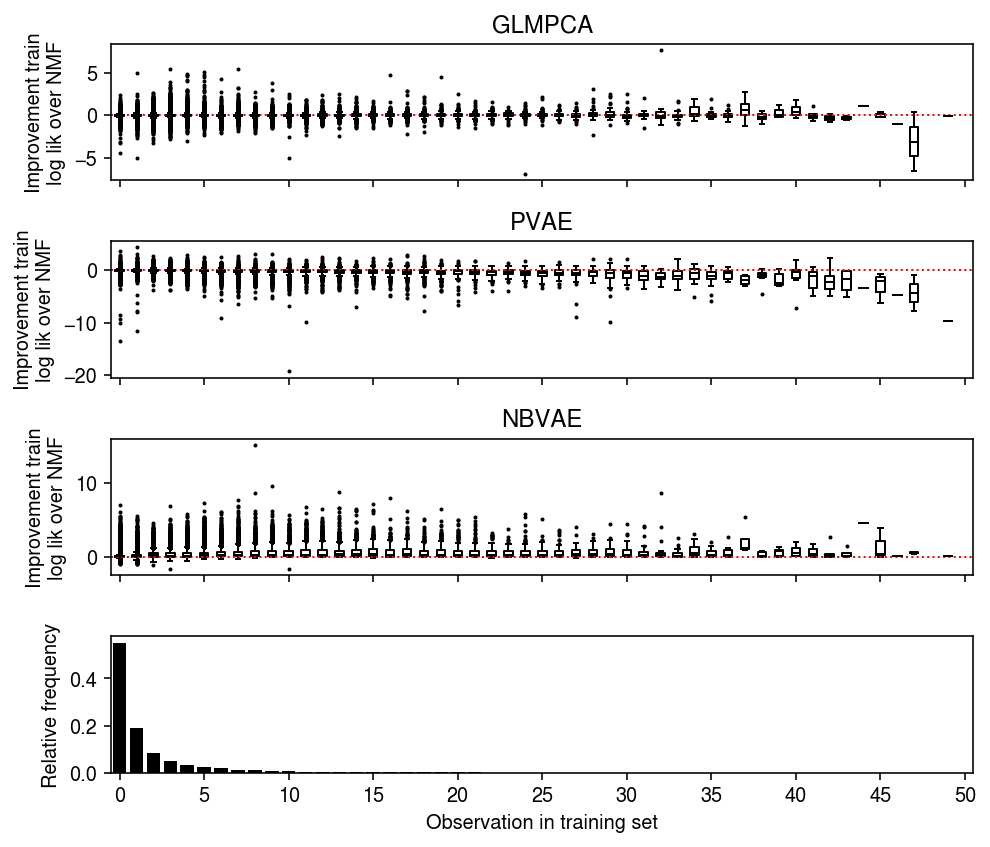 GLMPCA
Improvement train
log lik over NMF
5
0
−5
PVAE
Improvement train
log lik over NMF
0
−10
−20
NBVAE
Improvement train
log lik over NMF
10
0
Relative frequency
0.4
0.2
0.0
0 5 10 15 20 25 30 35 40 45 50
Observation in training set